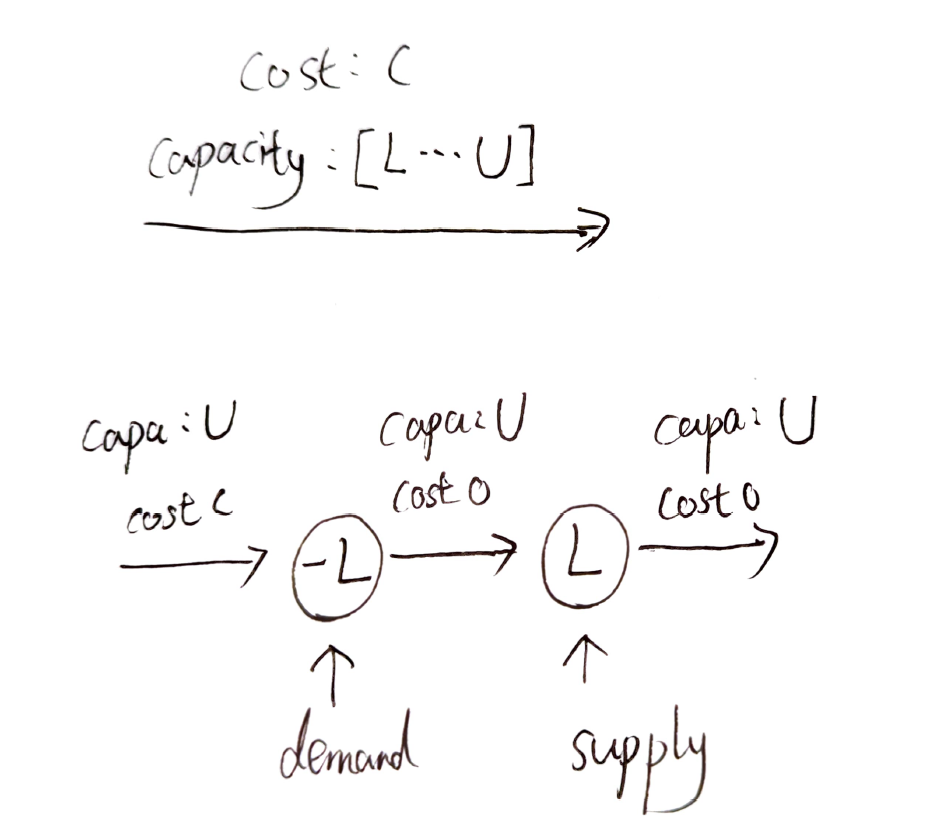 Cost: C
Capacity: [L ... U]
capa: U
cost C
capa: U
cost 0
capa: U
cost 0
-L
L
demand
supply